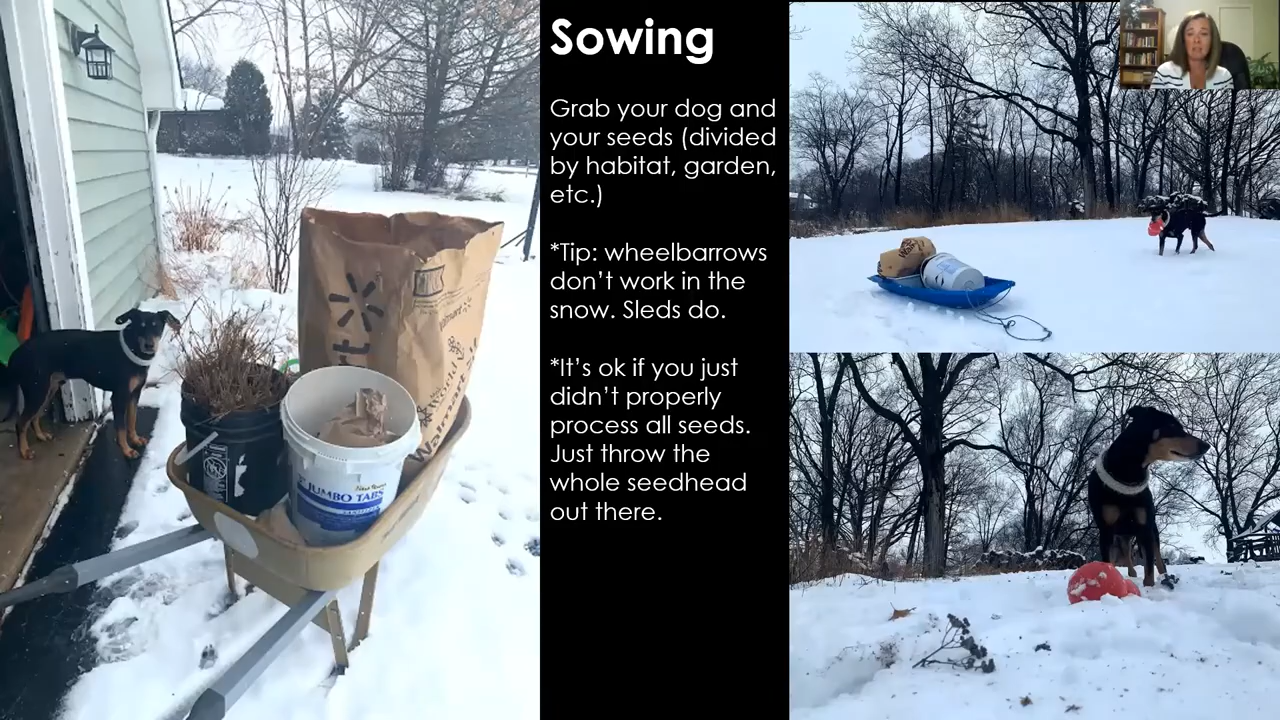 Sowing
Grab your dog and
your seeds (divided
by habitat, garden,
etc.)
*Tip: wheelbarrows
don’t work in the
snow. Sleds do.
*It’s ok if you just
didn’t properly
process all seeds.
Just throw the
whole seedhead
out there.
JUMBO TABS
Walmart